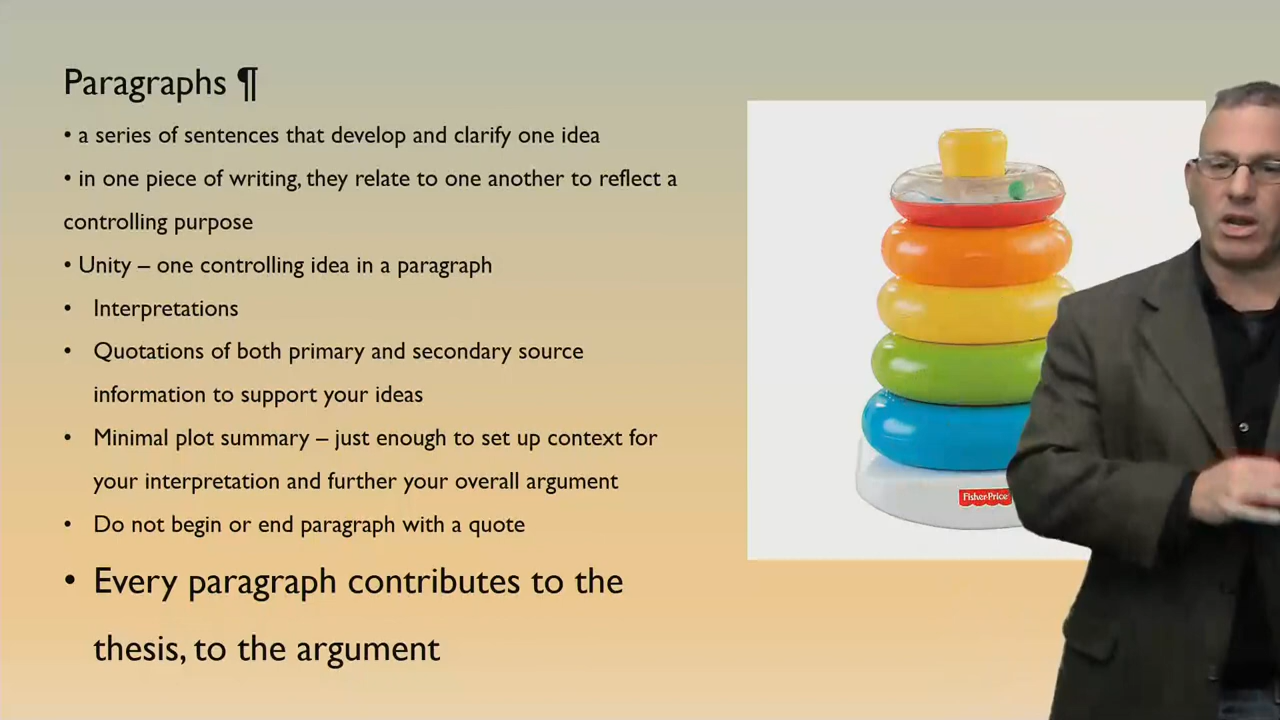 Paragraphs ¶
• a series of sentences that develop and clarify one idea
• in one piece of writing, they relate to one another to reflect a
controlling purpose
• Unity – one controlling idea in a paragraph
• Interpretations
• Quotations of both primary and secondary source
information to support your ideas
• Minimal plot summary – just enough to set up context for
your interpretation and further your overall argument
• Do not begin or end paragraph with a quote
• Every paragraph contributes to the
thesis, to the argument
Fisher-Price